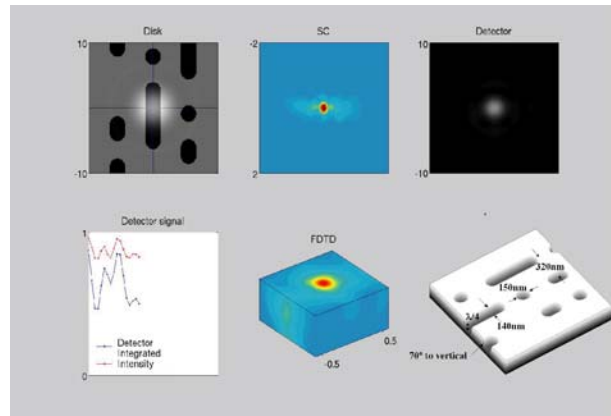 Disk
SC
Detector
10
-2
10
-10
2
-10
Detector signal
FDTD
1
320nm
150nm
λ/4
140nm
Detector
Integrated
Intensity
0.5
70° to vertical
-0.5
0